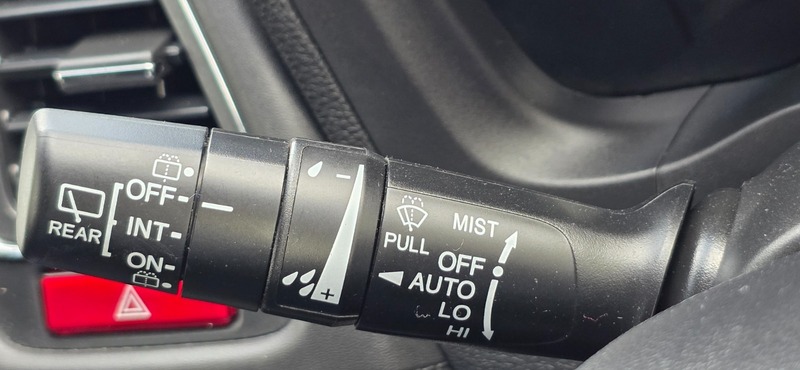 OFF-
REAR
INT-
ON-
-
+
PULL
MIST
OFF
AUTO
LO
HI